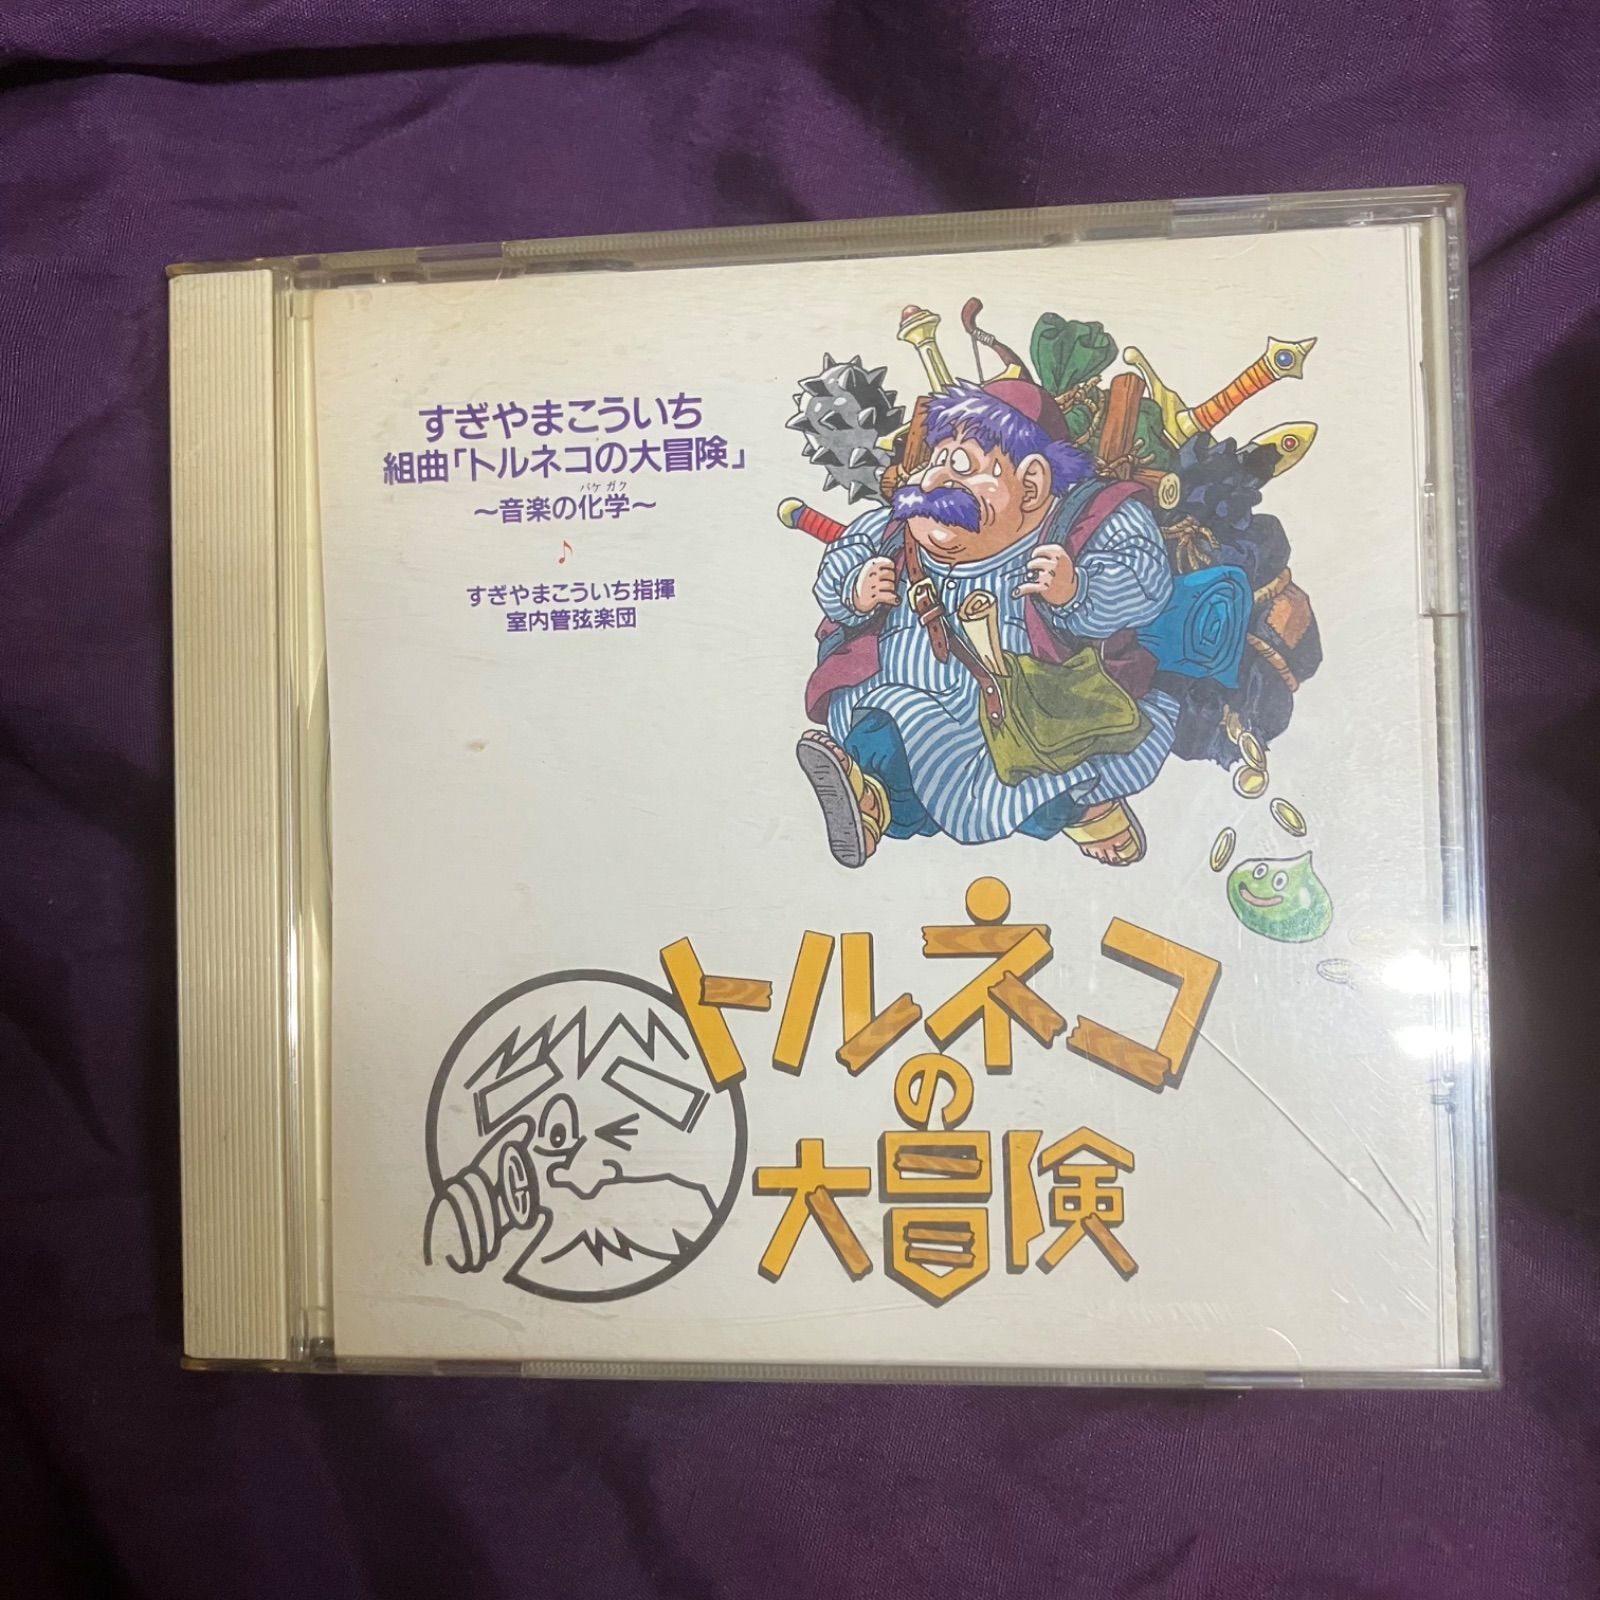 すぎやまこういち
組曲「トルネコの大冒険」
バケ ガク
～音楽の化学～
♪
すぎやまこういち指揮
室内管弦楽団
トルネコ
の
大冒険